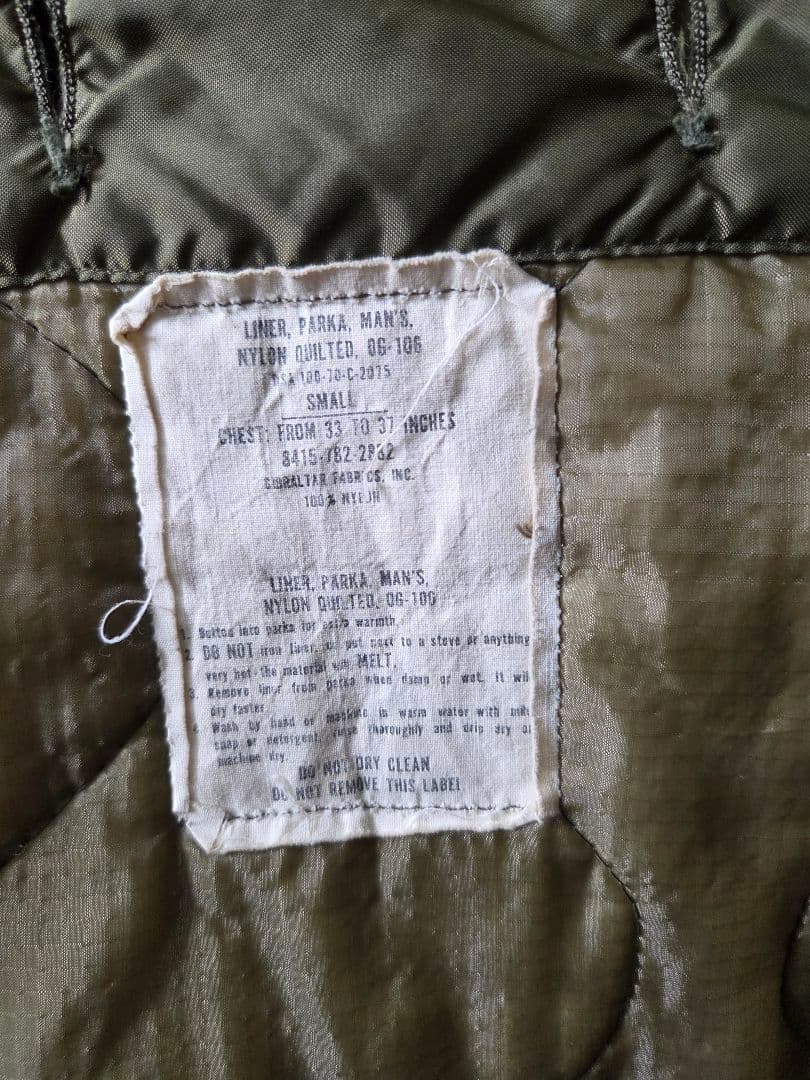 LINER, PARKA, MAN'S,
NYLON QUILTED, OG-106
DSA 100-70-C-2075
SMALL
CHEST: FROM 33 TO 37 INCHES
8415-782-2882
GIBRALTAR FABRICS, INC.
100%
LINER, PARKA, MAN'S,
NYLON QUILTED, OG-106
1. Button into parka for extra warmth.
2. DO NOT iron liner, or put next to a stove or anything
very hot-the material will MELT.
3. Remove liner from parka when damp or wet. It will
dry faster.
4. Wash by hand or machine in warm water with mild
soap or detergent, rinse thoroughly and drip dry or
machine dry.
DO NOT DRY CLEAN
DO NOT REMOVE THIS LABEL